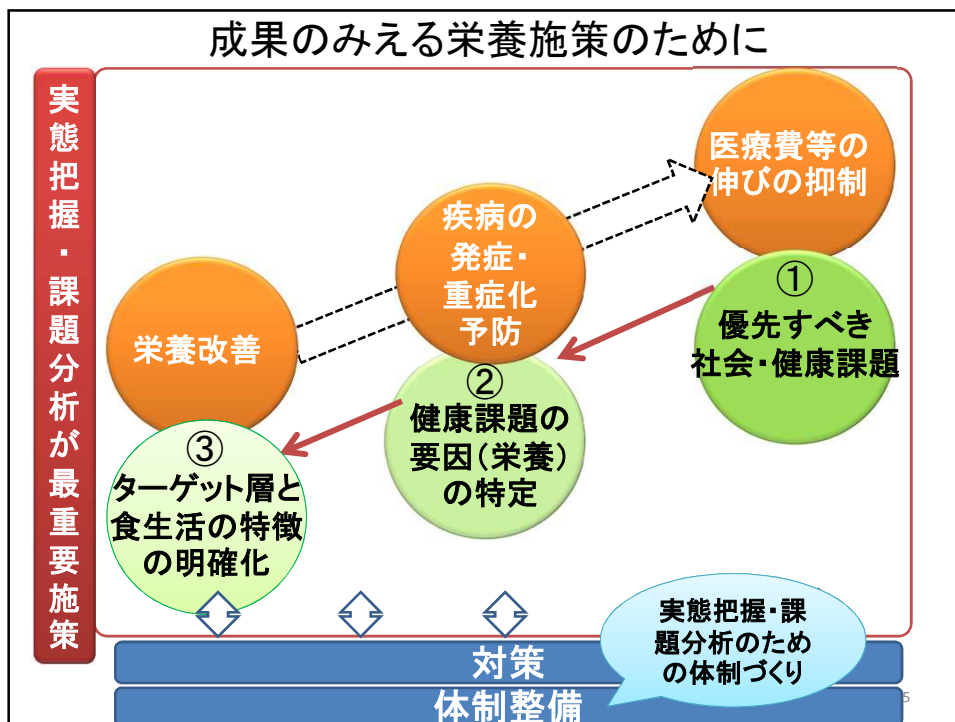 成果のみえる栄養施策のために
実態把握・課題分析が最重要施策
医療費等の
伸びの抑制
疾病の
発症・
重症化
予防
栄養改善
①
優先すべき
社会・健康課題
②
健康課題の
要因（栄養）
の特定
③
ターゲット層と
食生活の特徴
の明確化
実態把握・課
題分析のため
の体制づくり
対策
体制整備
5